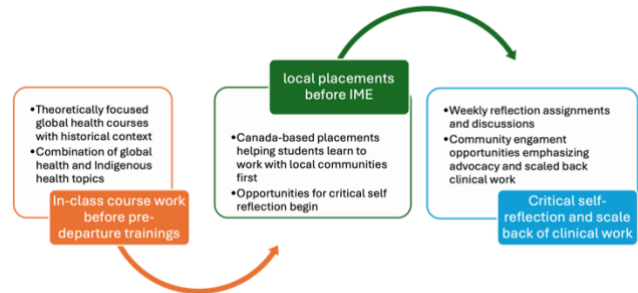 •Theoretically focused
global health courses
with historical context
•Combination of global
health and Indigenous
health topics
In-class course work
before pre-
departure trainings
local placements
before IME
•Canada-based placements
helping students learn to
work with local communities
first
•Opportunities for critical self
reflection begin
•Weekly reflection assignments
and discussions
•Community engament
opportunities emphasizing
advocacy and scaled back
clinical work
Critical self-
reflection and scale
back of clinical work